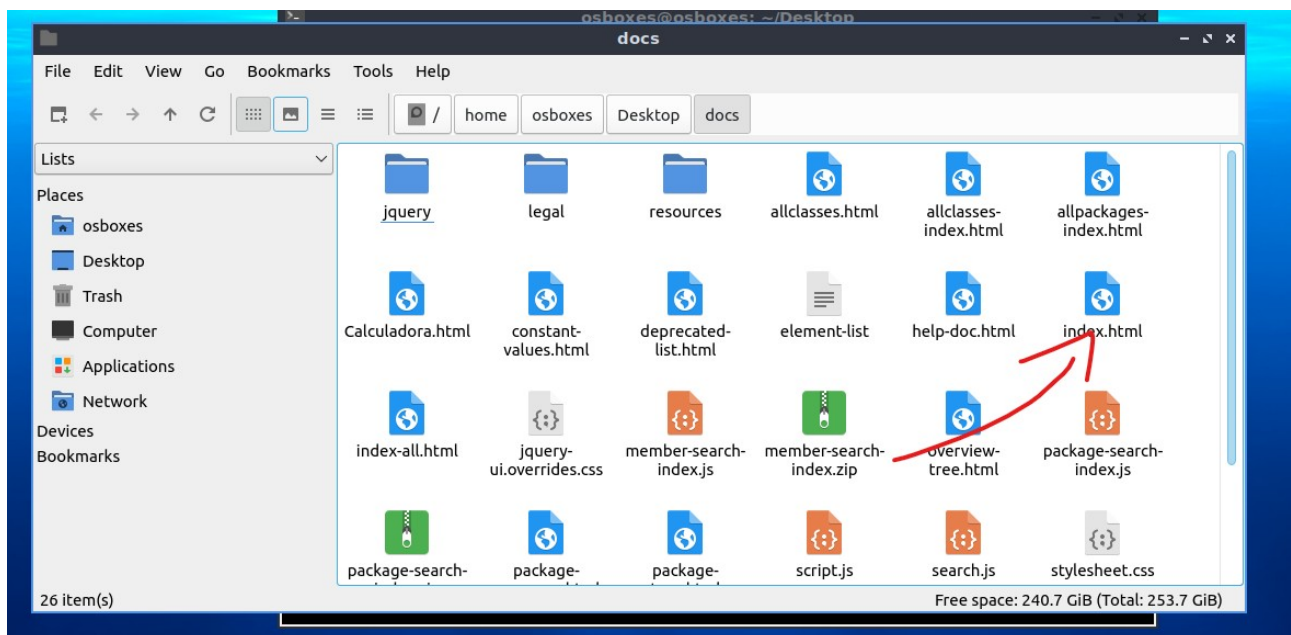 osboxes@osboxes: ~/Desktop
docs
File Edit View Go Bookmarks Tools Help
/ home osboxes Desktop docs
Lists
Places
osboxes
Desktop
Trash
Computer
Applications
Network
Devices
Bookmarks
jquery legal resources allclasses.html allclasses- allpackages-
index.html index.html
Calculadora.html constant- deprecated- element-list help-doc.html index.html
values.html list.html
index-all.html jquery- member-search- member-search- overview- package-search-
ui.overrides.css index.js index.zip tree.html index.js
package-search- package- package- script.js search.js stylesheet.css
26 item(s) Free space: 240.7 GiB (Total: 253.7 GiB)